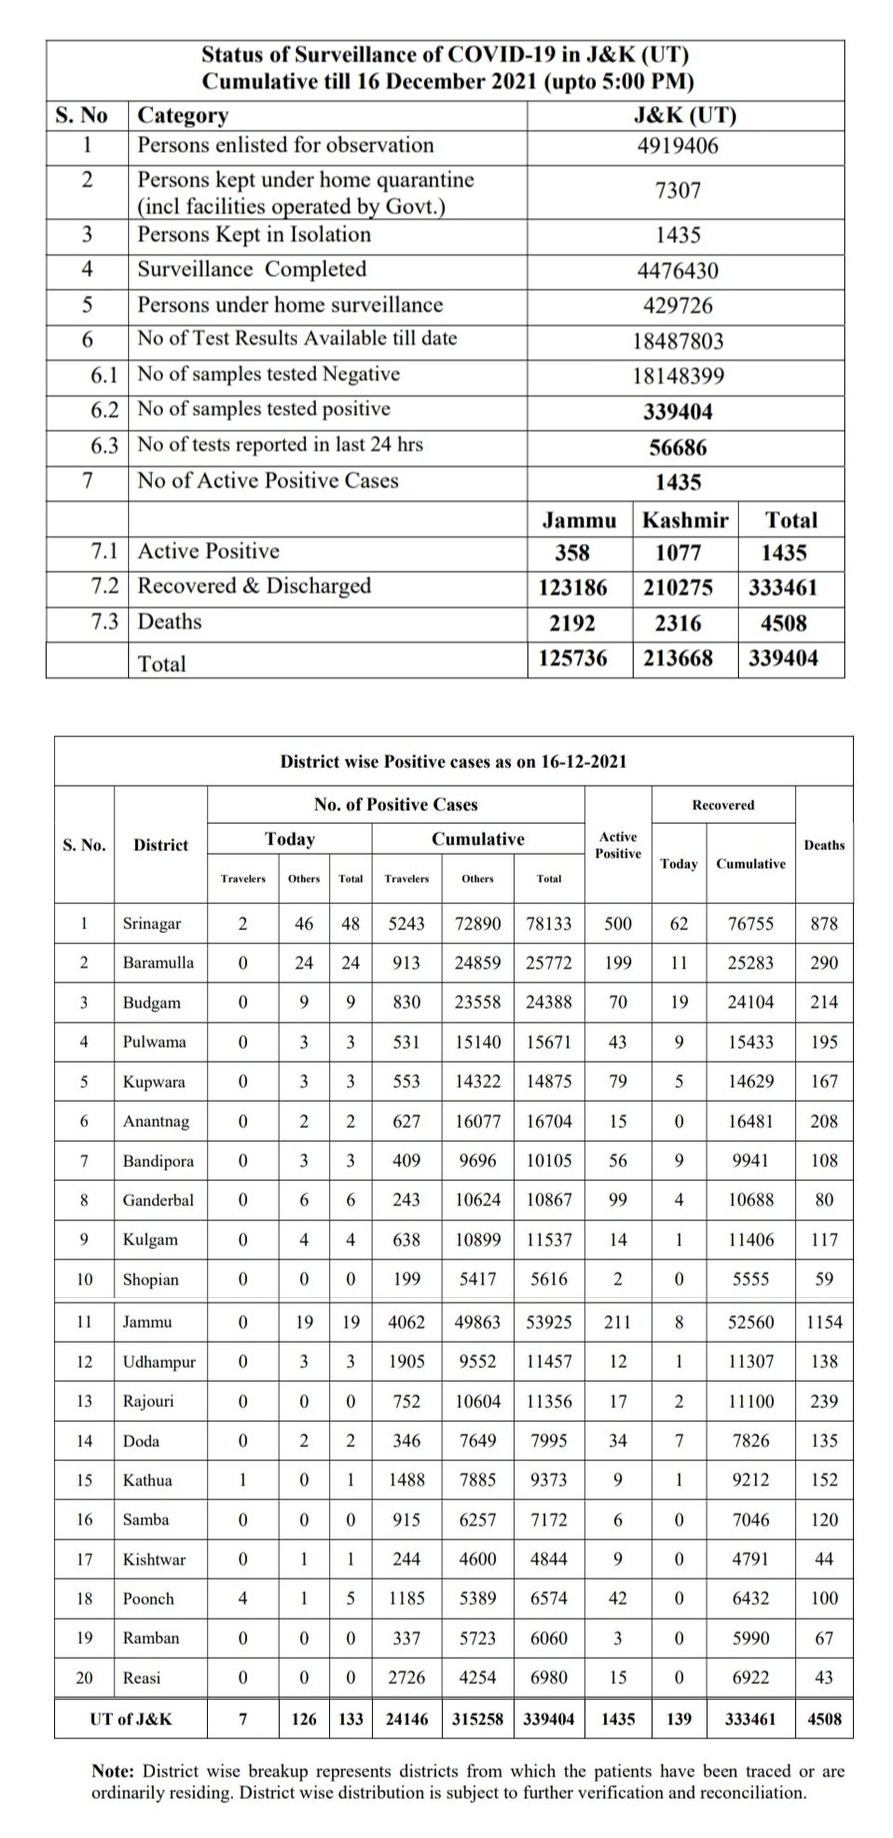 Status of Surveillance of COVID-19 in J&K (UT)
Cumulative till 16 December 2021 (upto 5:00 PM)
S. No Category J&K (UT)
1 Persons enlisted for observation 4919406
2 Persons kept under home quarantine
(incl facilities operated by Govt.) 7307
3 Persons Kept in Isolation 1435
4 Surveillance Completed 4476430
5 Persons under home surveillance 429726
6 No of Test Results Available till date 18487803
6.1 No of samples tested Negative 18148399
6.2 No of samples tested positive 339404
6.3 No of tests reported in last 24 hrs 56686
7 No of Active Positive Cases 1435
Jammu Kashmir Total
7.1 Active Positive 358 1077 1435
7.2 Recovered & Discharged 123186 210275 333461
7.3 Deaths 2192 2316 4508
Total 125736 213668 339404
District wise Positive cases as on 16-12-2021
S. No. District No. of Positive Cases Active Positive Recovered Deaths
Today Cumulative Today Cumulative
Travelers Others Total Travelers Others Total
1 Srinagar 2 46 48 5243 72890 78133 500 62 76755 878
2 Baramulla 0 24 24 913 24859 25772 199 11 25283 290
3 Budgam 0 9 9 830 23558 24388 70 19 24104 214
4 Pulwama 0 3 3 531 15140 15671 43 9 15433 195
5 Kupwara 0 3 3 553 14322 14875 79 5 14629 167
6 Anantnag 0 2 2 627 16077 16704 15 0 16481 208
7 Bandipora 0 3 3 409 9696 10105 56 9 9941 108
8 Ganderbal 0 6 6 243 10624 10867 99 4 10688 80
9 Kulgam 0 4 4 638 10899 11537 14 1 11406 117
10 Shopian 0 0 0 199 5417 5616 2 0 5555 59
11 Jammu 0 19 19 4062 49863 53925 211 8 52560 1154
12 Udhampur 0 3 3 1905 9552 11457 12 1 11307 138
13 Rajouri 0 0 0 752 10604 11356 17 2 11100 239
14 Doda 0 2 2 346 7649 7995 34 7 7826 135
15 Kathua 1 0 1 1488 7885 9373 9 1 9212 152
16 Samba 0 0 0 915 6257 7172 6 0 7046 120
17 Kishtwar 0 1 1 244 4600 4844 9 0 4791 44
18 Poonch 4 1 5 1185 5389 6574 42 0 6432 100
19 Ramban 0 0 0 337 5723 6060 3 0 5990 67
20 Reasi 0 0 0 2726 4254 6980 15 0 6922 43
UT of J&K 7 126 133 24146 315258 339404 1435 139 333461 4508
Note: District wise breakup represents districts from which the patients have been traced or are
ordinarily residing. District wise distribution is subject to further verification and reconciliation.